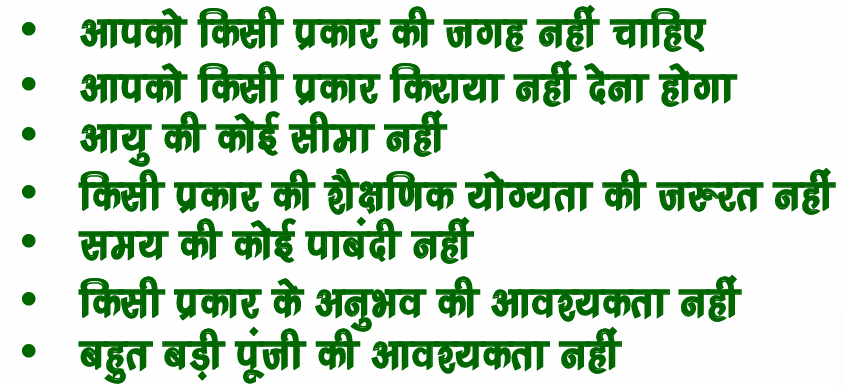 • आपको किसी प्रकार की जगह नहीं चाहिए
• आपको किसी प्रकार किराया नहीं देना होगा
• आयु की कोई सीमा नहीं
• किसी प्रकार की शैक्षणिक योग्यता की जरूरत नहीं
• समय की कोई पाबंदी नहीं
• किसी प्रकार के अनुभव की आवश्यकता नहीं
• बहुत बड़ी पूंजी की आवश्यकता नहीं